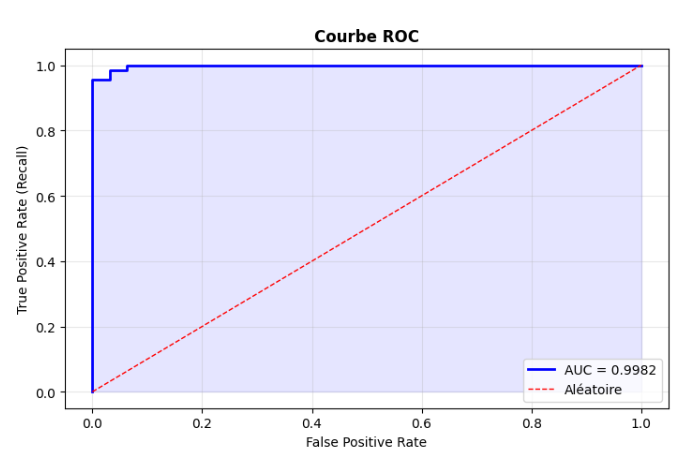 Courbe ROC
True Positive Rate (Recall)
1.0
0.8
0.6
0.4
0.2
0.0
0.0 0.2 0.4 0.6 0.8 1.0
False Positive Rate
AUC = 0.9982
Aléatoire